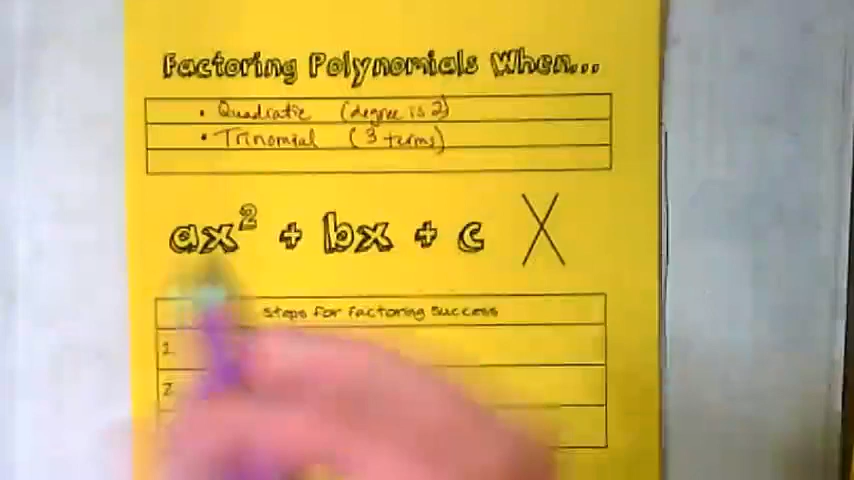 Factoring Polynomials When...
• Quadratic (degree is 2)
• Trinomial (3 terms)
ax² + bx + c X
Steps for Factoring Success
1.
2.